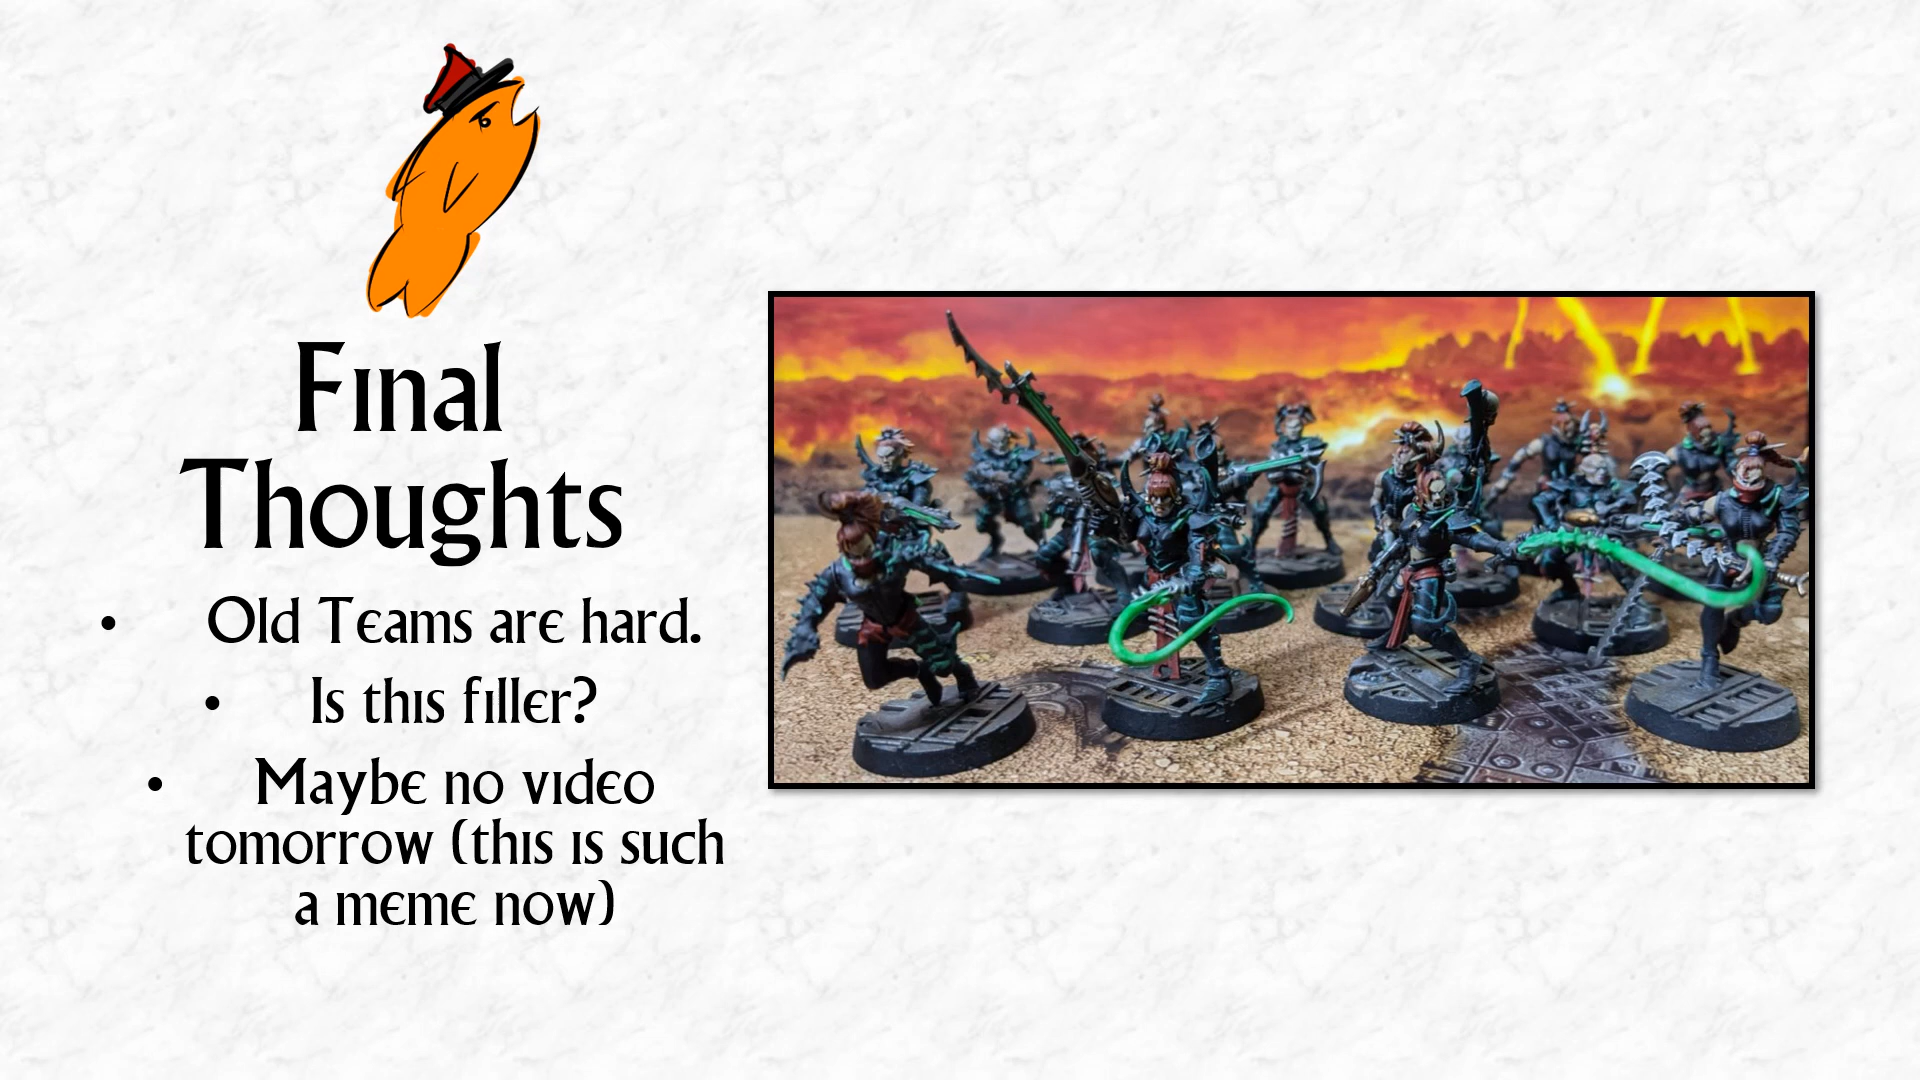 Final
Thoughts
• Old Teams are hard.
• Is this filler?
• Maybe no video
tomorrow (this is such
a meme now)